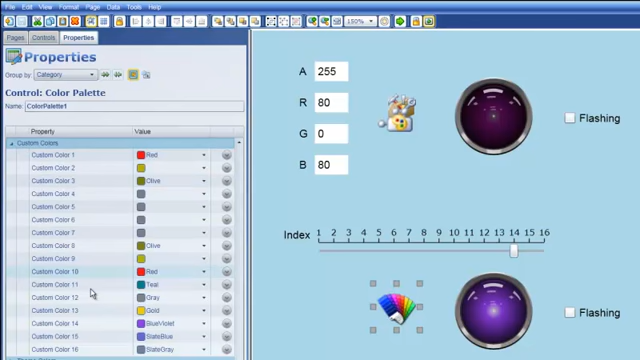 File Edit View Format Page Data Tools Help
150%
Pages Controls Properties
Properties
Group by: Category
Control: Color Palette
Name: ColorPalette1
Property Value
Custom Colors
Custom Color 1 Red
Custom Color 2
Custom Color 3 Olive
Custom Color 4
Custom Color 5
Custom Color 6
Custom Color 7
Custom Color 8 Olive
Custom Color 9
Custom Color 10 Red
Custom Color 11 Teal
Custom Color 12 Gray
Custom Color 13 Gold
Custom Color 14 BlueViolet
Custom Color 15 SlateBlue
Custom Color 16 SlateGray
A 255
R 80
G 0
B 80
Flashing
Index 1 2 3 4 5 6 7 8 9 10 11 12 13 14 15 16
Flashing